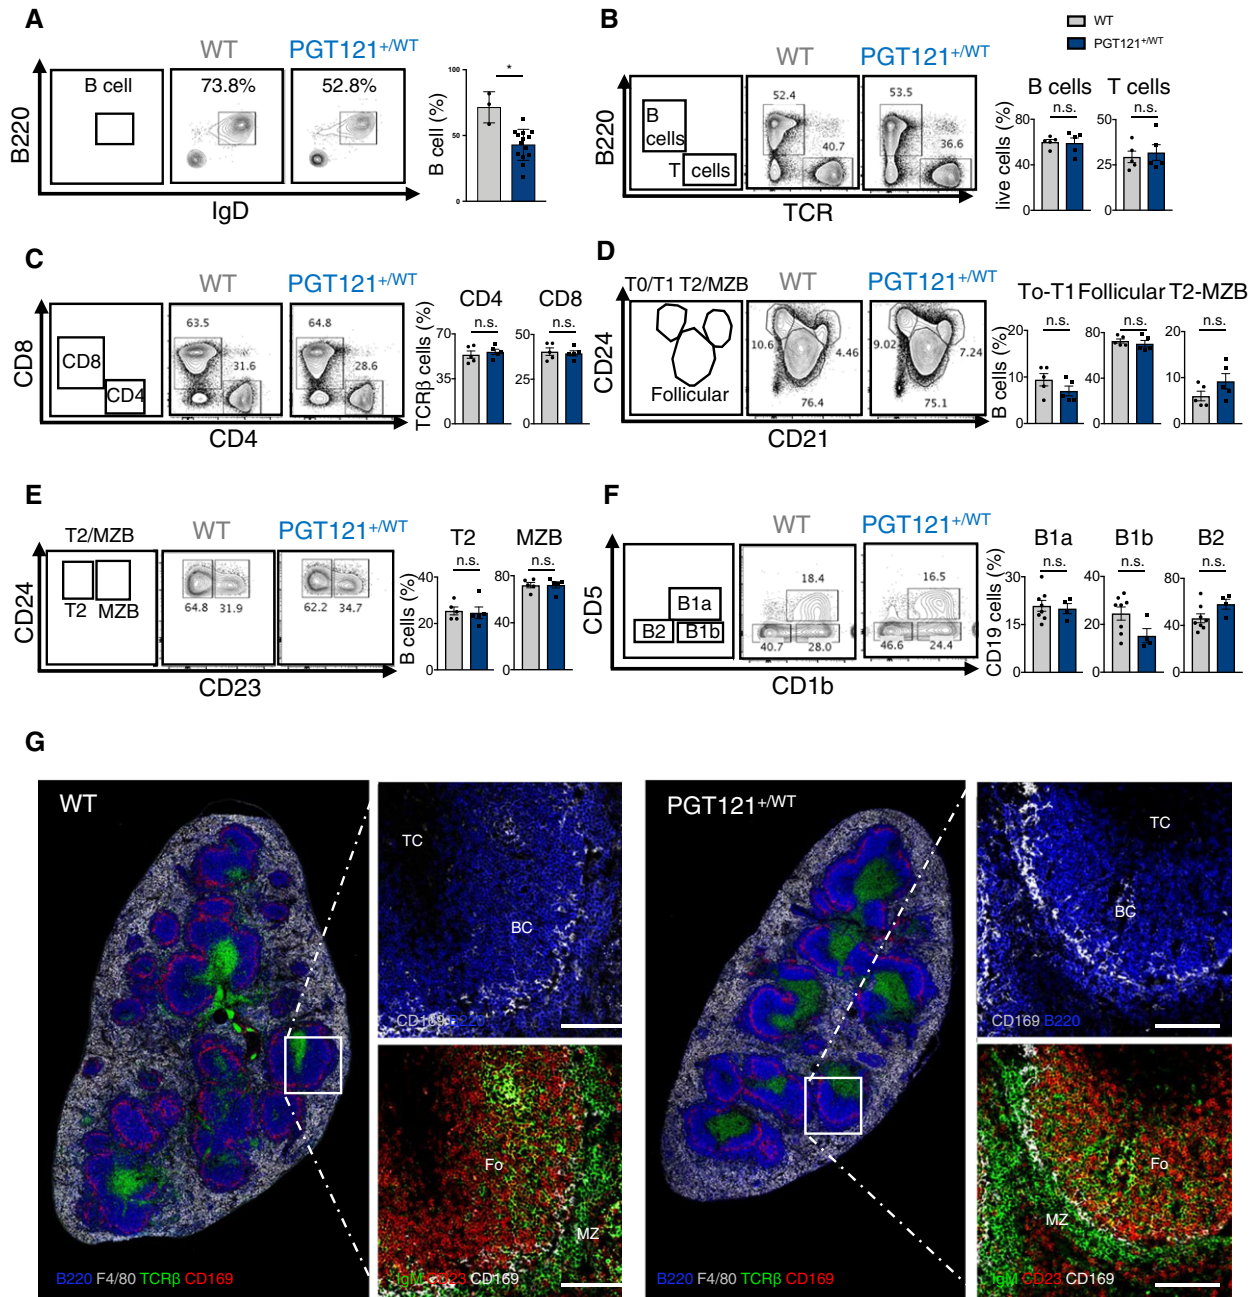 A
WT PGT121+/WT
B220
B cell
73.8%
52.8%
IgD
B cell (%)
100
50
0
*
B
WT
PGT121+/WT
WT PGT121+/WT
B220
B cells
T cells
52.4
40.7
53.5
36.6
TCR
B cells T cells
live cells (%)
n.s. n.s.
80
60
0
50
25
0
C
WT PGT121+/WT
CD8
CD8
CD4
63.5
31.6
64.8
28.6
CD4
CD4 CD8
TCRβ cells (%)
n.s. n.s.
70
35
0
50
25
0
D
WT PGT121+/WT
T0/T1 T2/MZB
Follicular
CD24
10.6
4.46
76.4
9.02
7.24
75.1
CD21
To-T1 Follicular T2-MZB
B cells (%)
n.s. n.s. n.s.
20
10
0
80
40
0
20
10
0
E
WT PGT121+/WT
T2/MZB
T2 MZB
CD24
64.8 31.9
62.2 34.7
CD23
T2 MZB
B cells (%)
n.s. n.s.
40
20
0
80
40
0
F
WT PGT121+/WT
CD5
B1a
B2 B1b
18.4
40.7 28.0
16.5
46.6 24.4
CD1b
B1a B1b B2
CD19 cells (%)
n.s. n.s. n.s.
30
15
0
40
20
0
80
40
0
G
WT
B220 F4/80 TCRβ CD169
TC
BC
CD169 B220
Fo
MZ
IgM CD23 CD169
PGT121+/WT
B220 F4/80 TCRβ CD169
TC
BC
CD169 B220
Fo
MZ
IgM CD23 CD169